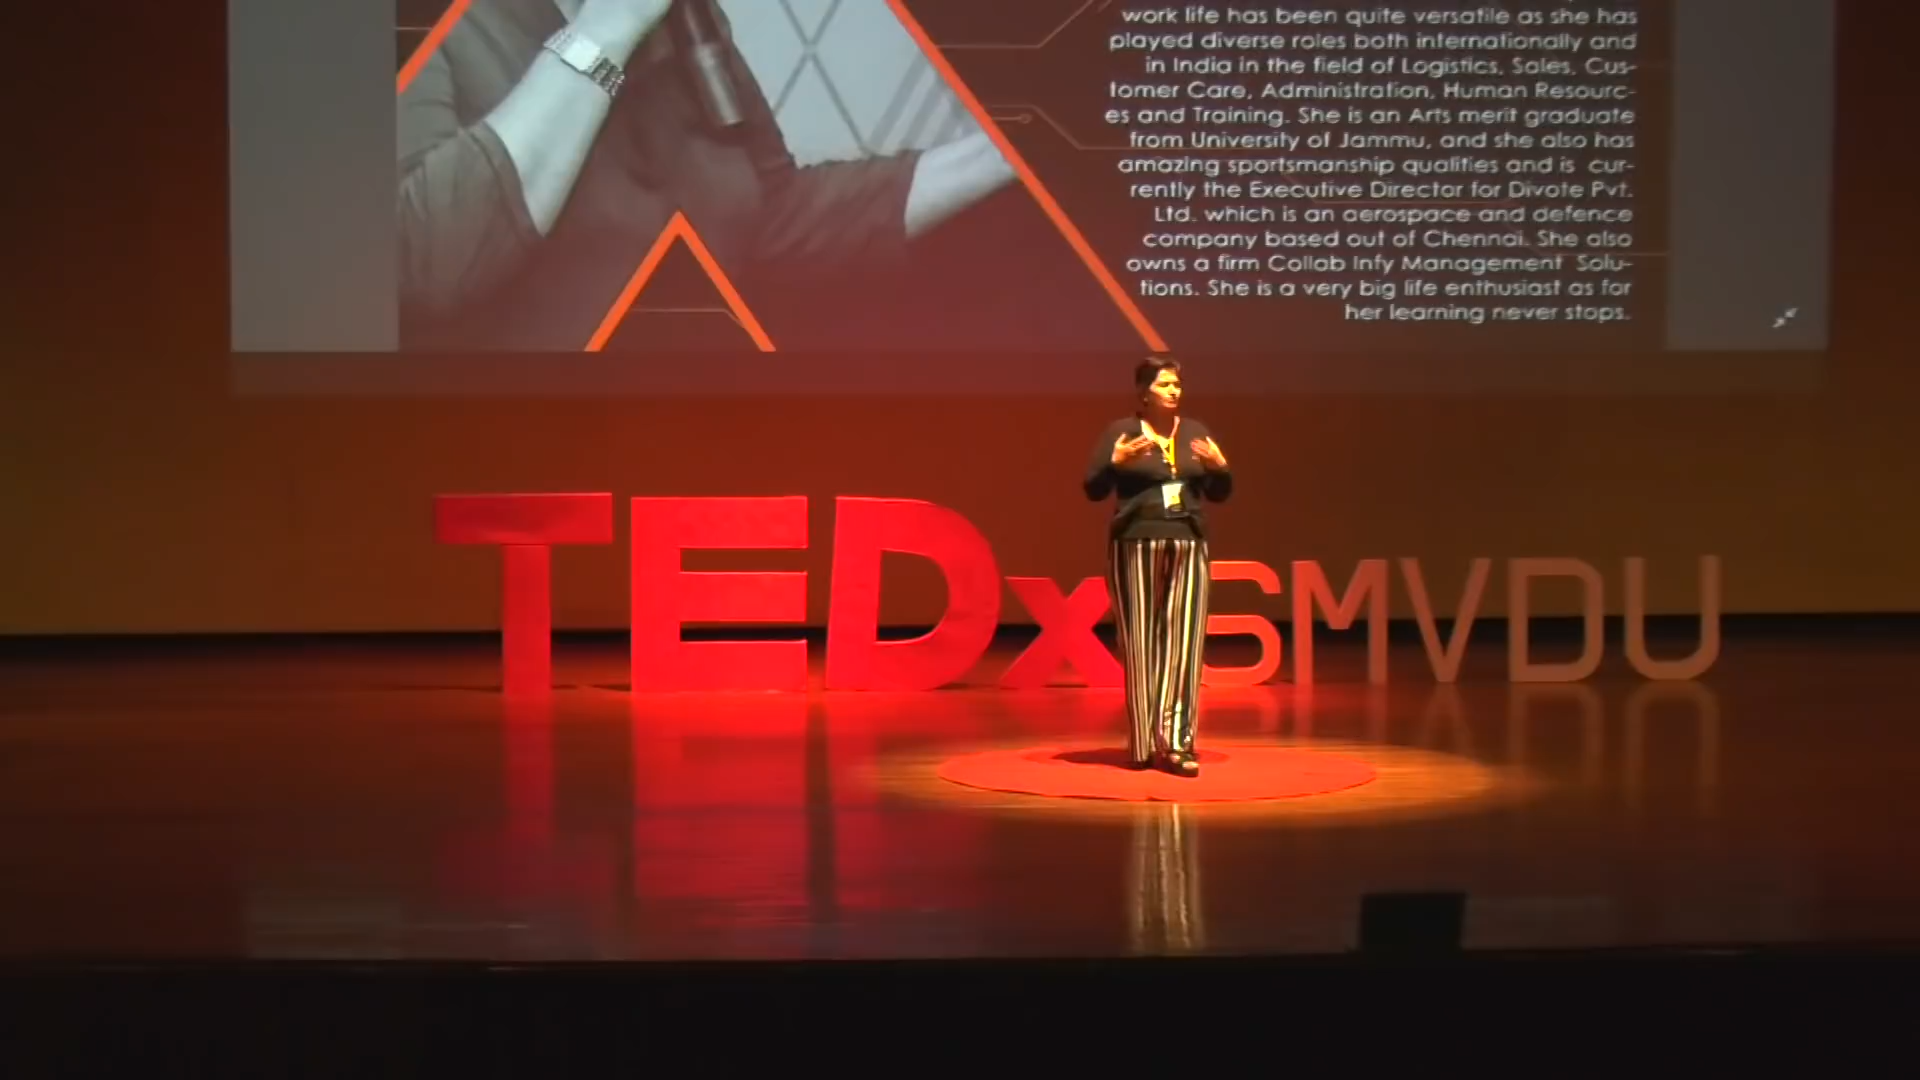 work life has been quite versatile as she has
played diverse roles both internationally and
in India in the field of Logistics, Sales, Cus-
tomer Care, Administration, Human Resourc-
es and Training. She is an Arts merit graduate
from University of Jammu, and she also has
amazing sportsmanship qualities and is cur-
rently the Executive Director for Divote Pvt.
Ltd. which is an aerospace and defence
company based out of Chennai. She also
owns a firm Collab Infy Management Solu-
tions. She is a very big life enthusiast as for
her learning never stops.
TEDx SMVDU